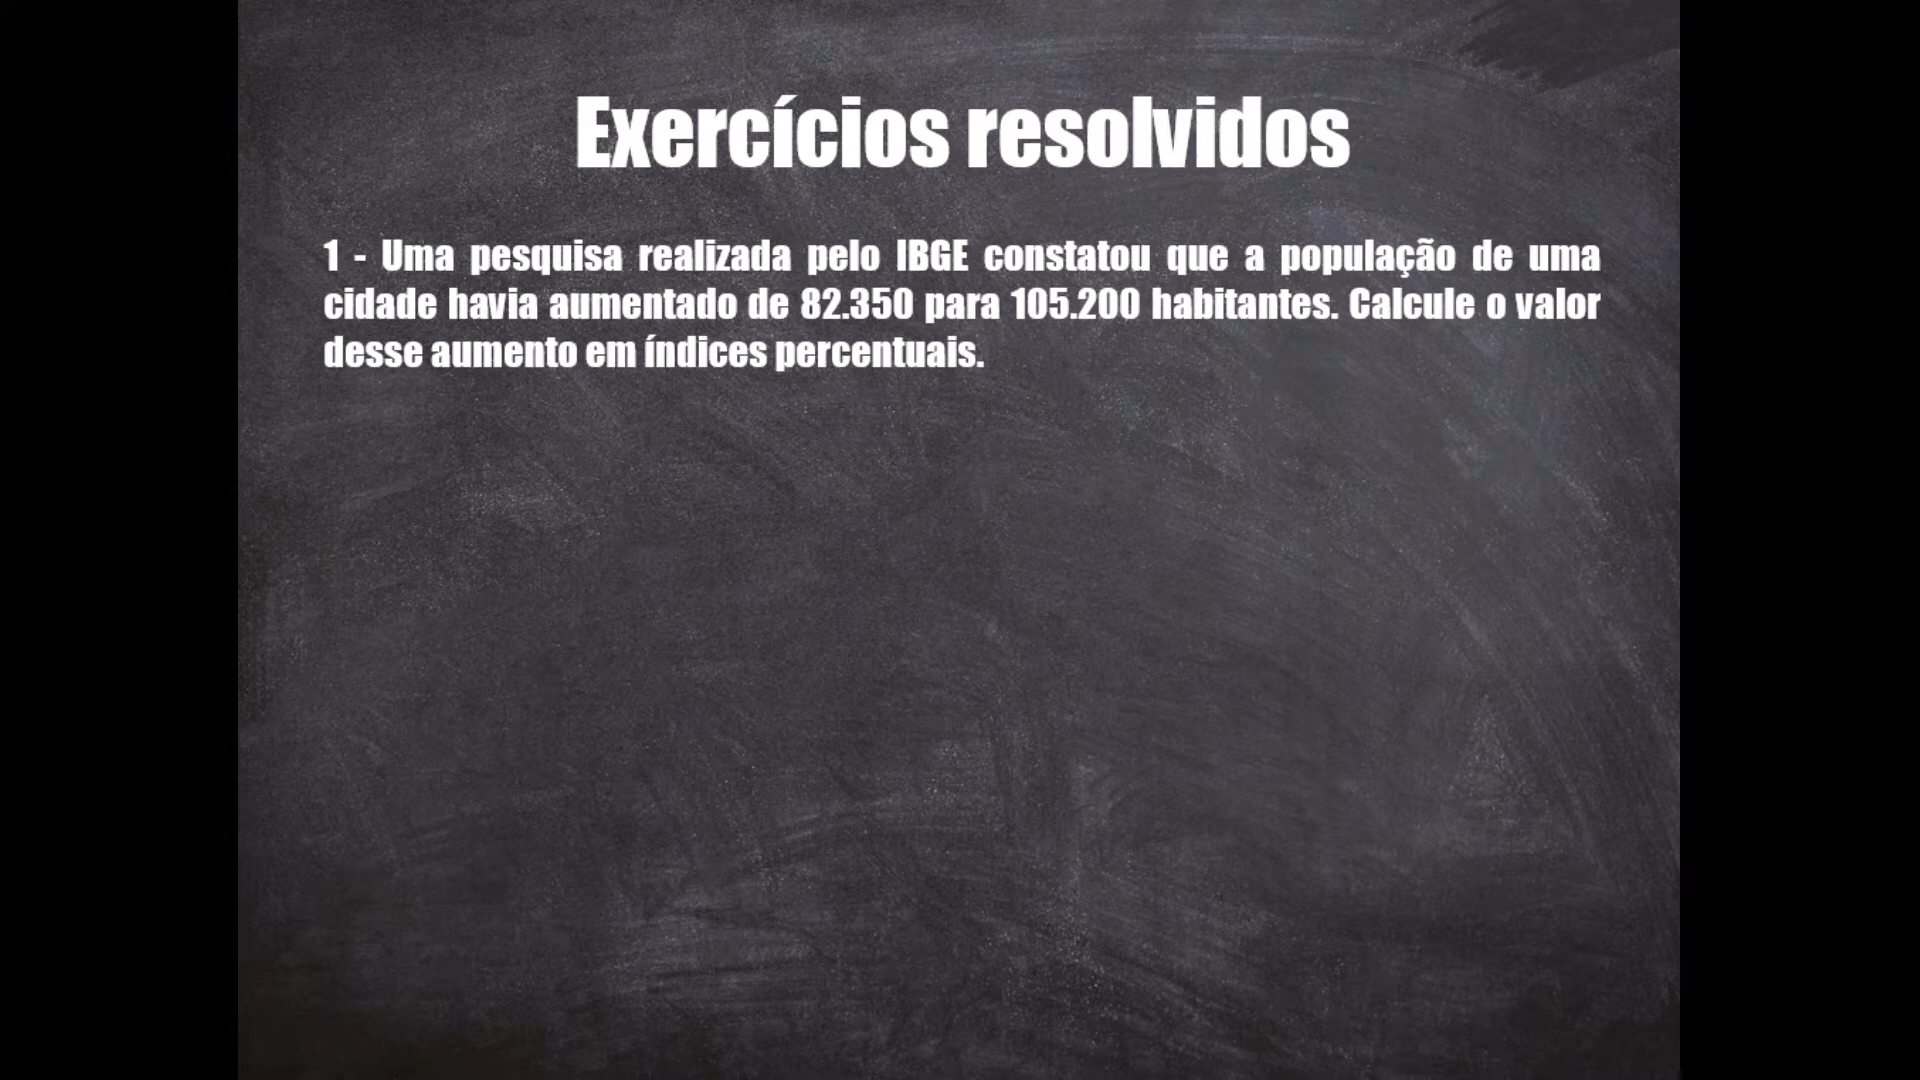 Exercícios resolvidos
1 - Uma pesquisa realizada pelo IBGE constatou que a população de uma
cidade havia aumentado de 82.350 para 105.200 habitantes. Calcule o valor
desse aumento em índices percentuais.